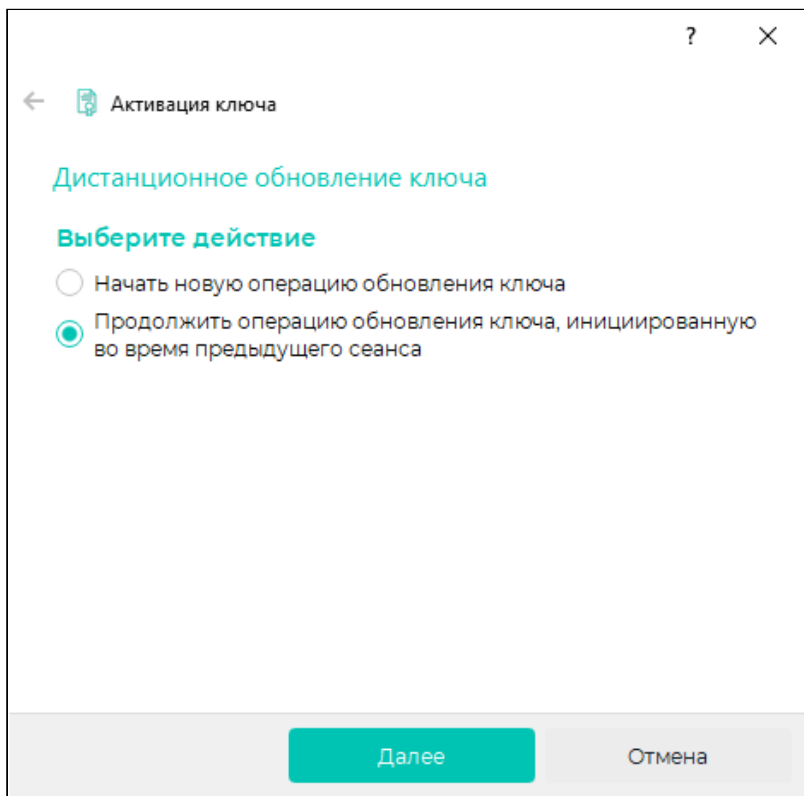 ?
Активация ключа
Дистанционное обновление ключа
Выберите действие
Начать новую операцию обновления ключа
Продолжить операцию обновления ключа, инициированную
во время предыдущего сеанса
Далее
Отмена